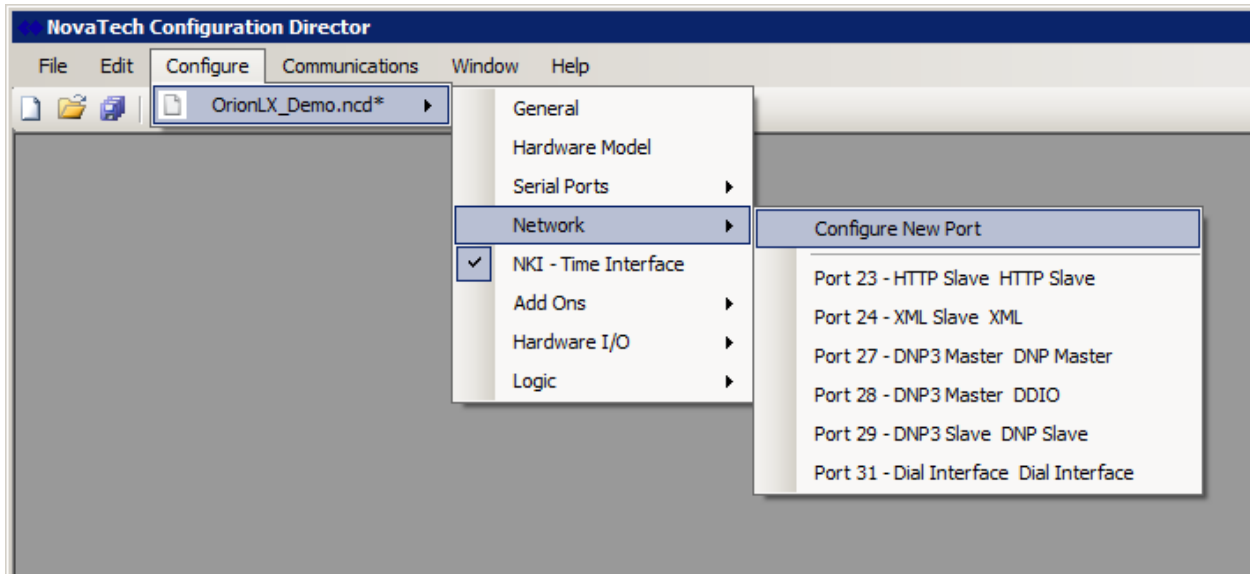 NovaTech Configuration Director
File Edit Configure Communications Window Help
OrionLX_Demo.ncd*
General
Hardware Model
Serial Ports
Network
NKI - Time Interface
Add Ons
Hardware I/O
Logic
Configure New Port
Port 23 - HTTP Slave HTTP Slave
Port 24 - XML Slave XML
Port 27 - DNP3 Master DNP Master
Port 28 - DNP3 Master DDIO
Port 29 - DNP3 Slave DNP Slave
Port 31 - Dial Interface Dial Interface